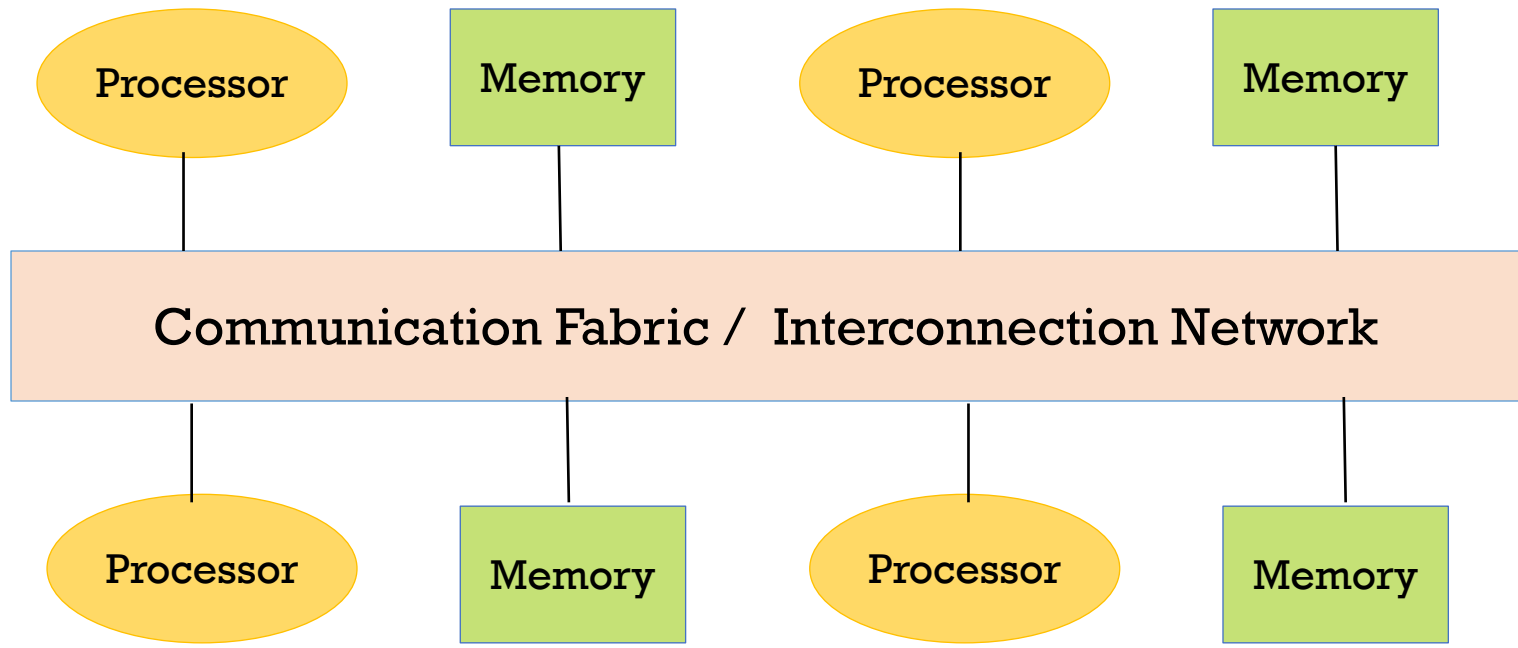 Processor
Memory
Processor
Memory
Communication Fabric / Interconnection Network
Processor
Memory
Processor
Memory